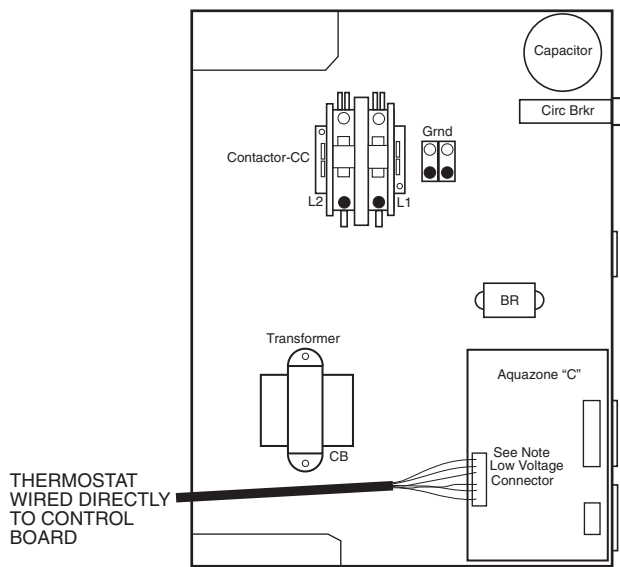 Capacitor
Circ Brkr
Grnd
Contactor-CC
L2
L1
BR
Transformer
Aquazone “C”
CB
See Note
Low Voltage
Connector
THERMOSTAT
WIRED DIRECTLY
TO CONTROL
BOARD